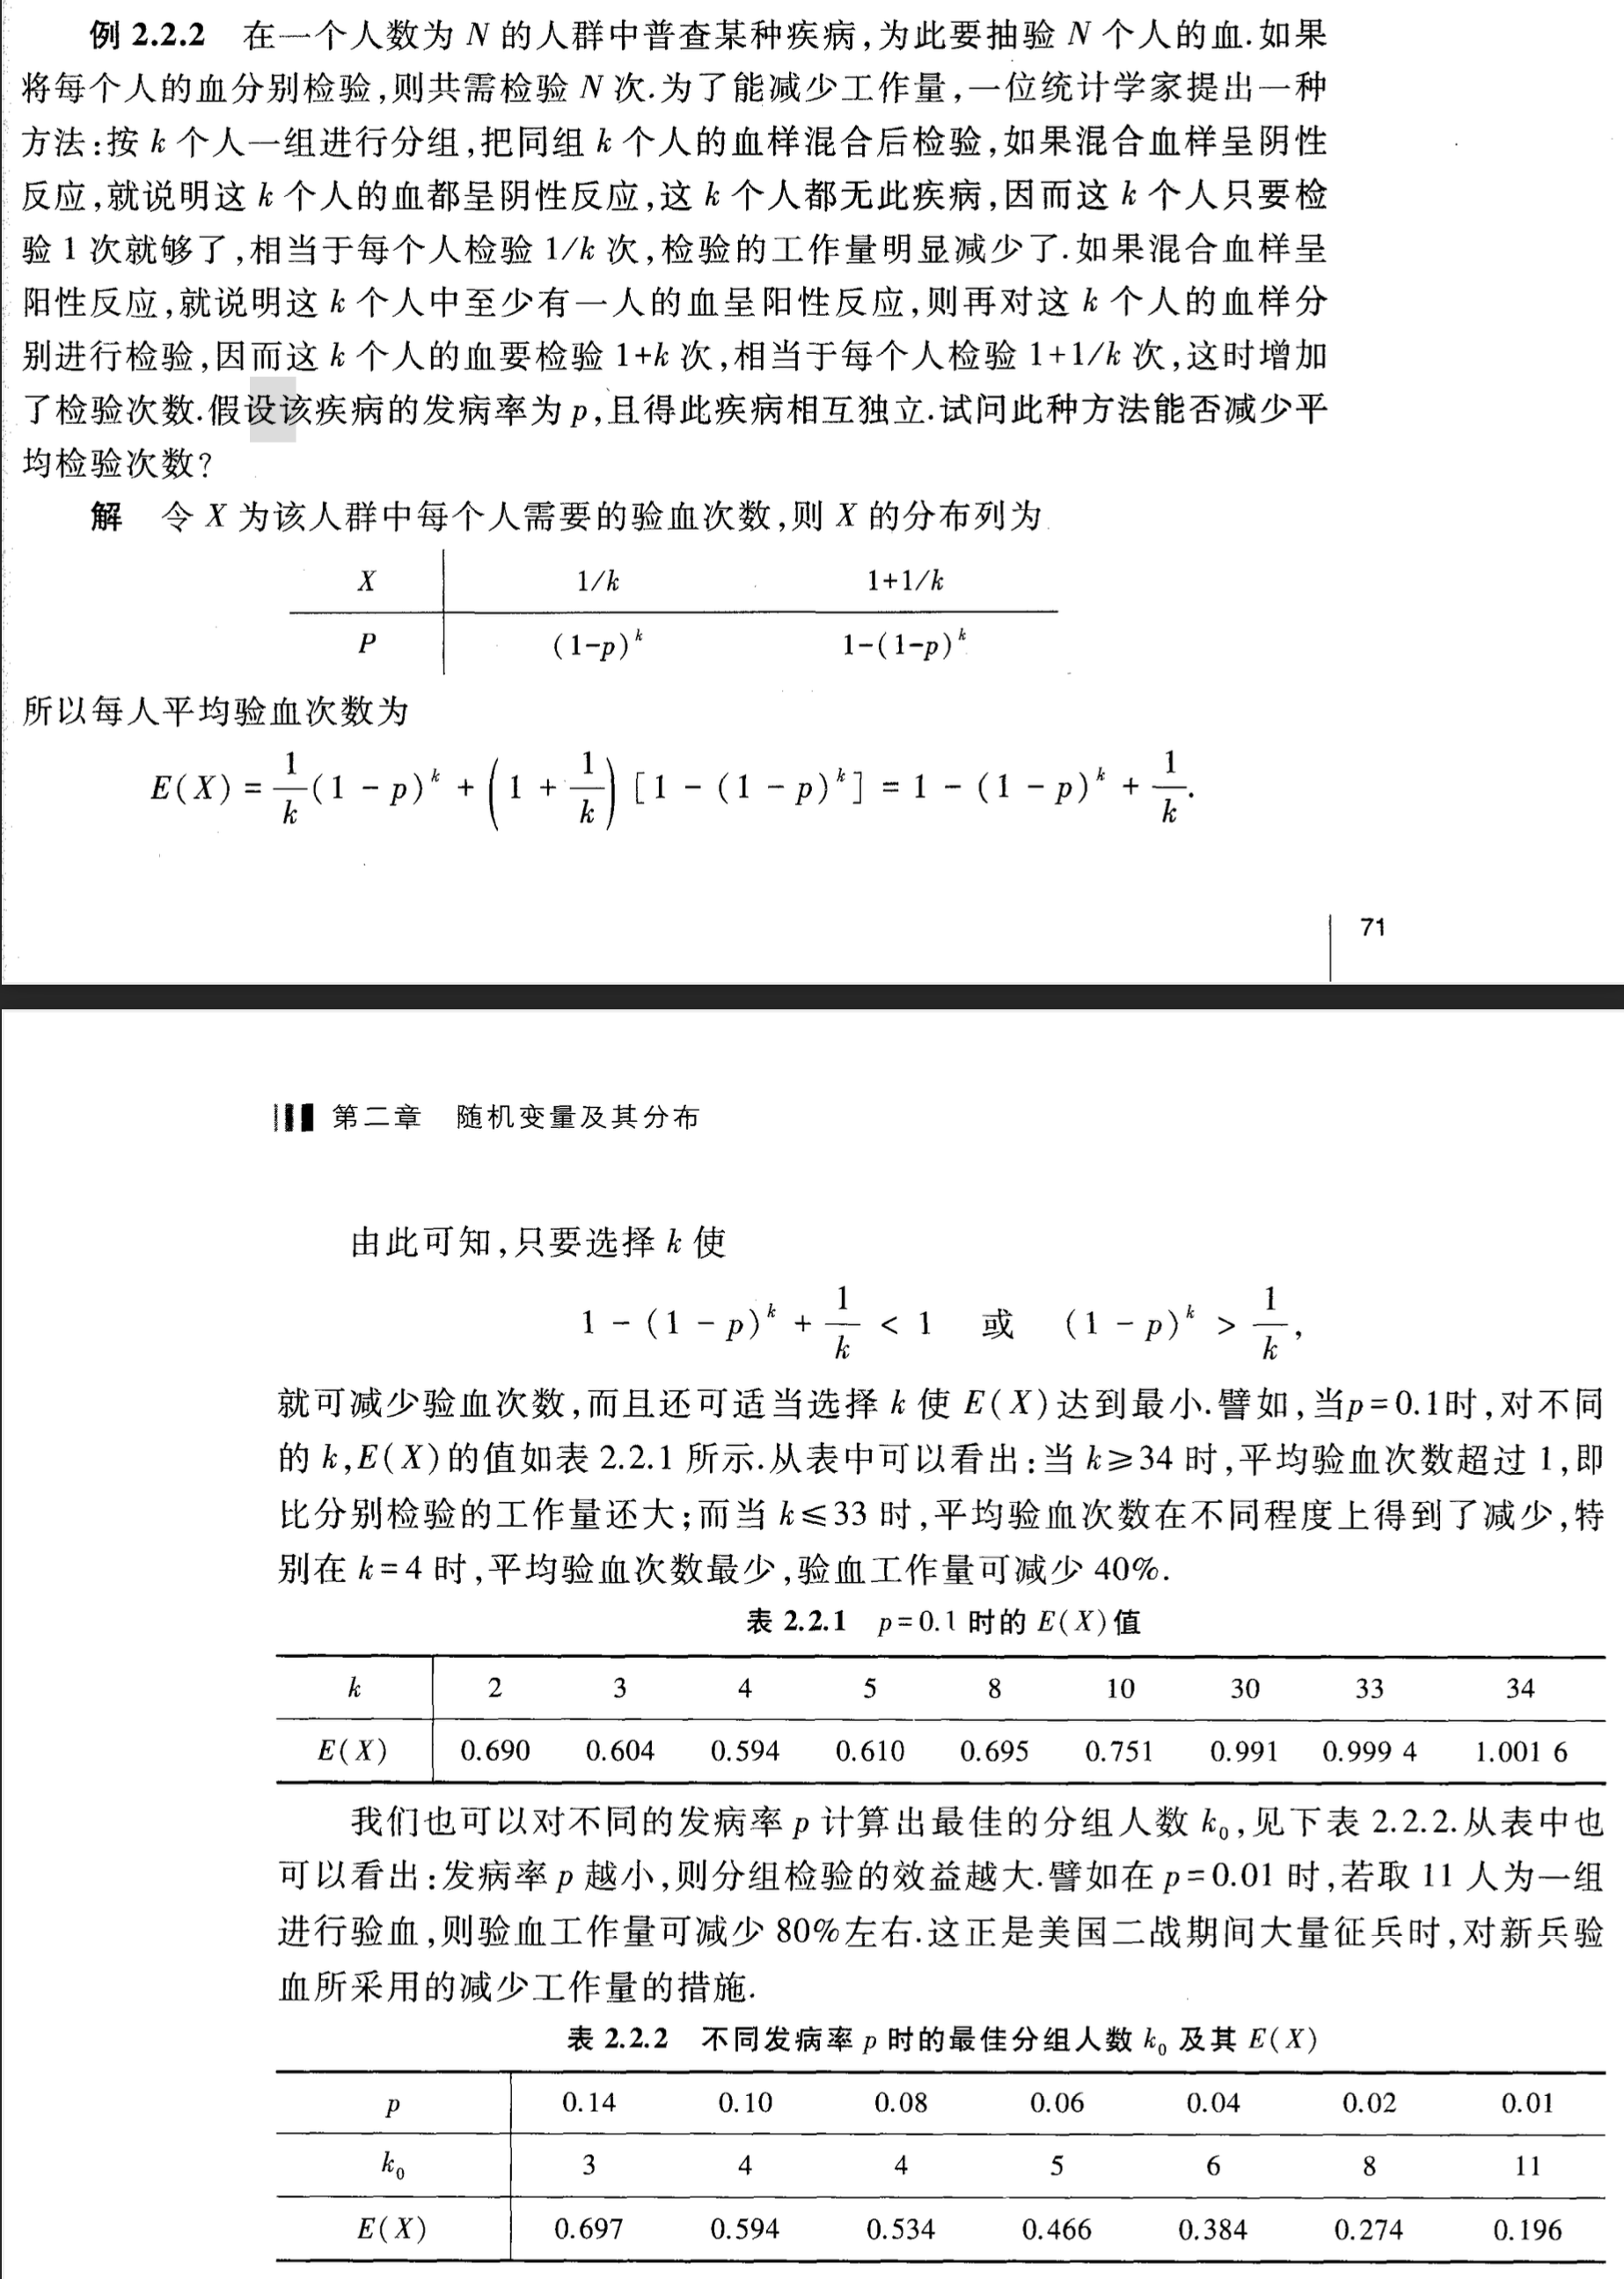 例 2.2.2 在一个人数为 N 的人群中普查某种疾病,为此要抽验 N 个人的血.如果
将每个人的血分别检验,则共需检验 N 次.为了能减少工作量,一位统计学家提出一种
方法:按 k 个人一组进行分组,把同组 k 个人的血样混合后检验,如果混合血样呈阴性
反应,就说明这 k 个人的血都呈阴性反应,这 k 个人都无此疾病,因而这 k 个人只要检
验 1 次就够了,相当于每个人检验 1/k 次,检验的工作量明显减少了.如果混合血样呈
阳性反应,就说明这 k 个人中至少有一人的血呈阳性反应,则再对这 k 个人的血样分
别进行检验,因而这 k 个人的血要检验 1+k 次,相当于每个人检验 1+1/k 次,这时增加
了检验次数.假设该疾病的发病率为 p,且得此疾病相互独立.试问此种方法能否减少平
均检验次数?
解 令 X 为该人群中每个人需要的验血次数,则 X 的分布列为
X 1/k 1+1/k
P (1-p)^k 1-(1-p)^k
所以每人平均验血次数为
E(X) = 1/k (1 - p)^k + (1 + 1/k) [1 - (1 - p)^k] = 1 - (1 - p)^k + 1/k.
71
第二章 随机变量及其分布
由此可知,只要选择 k 使
1 - (1 - p)^k + 1/k < 1 或 (1 - p)^k > 1/k,
就可减少验血次数,而且还可适当选择 k 使 E(X)达到最小.譬如,当p=0.1时,对不同
的 k,E(X)的值如表 2.2.1 所示.从表中可以看出:当 k≥34 时,平均验血次数超过 1,即
比分别检验的工作量还大;而当 k≤33 时,平均验血次数在不同程度上得到了减少,特
别在 k=4 时,平均验血次数最少,验血工作量可减少 40%.
表 2.2.1 p=0.1 时的 E(X)值
k 2 3 4 5 8 10 30 33 34
E(X) 0.690 0.604 0.594 0.610 0.695 0.751 0.991 0.999 4 1.001 6
我们也可以对不同的发病率 p 计算出最佳的分组人数 k₀,见下表 2.2.2.从表中也
可以看出:发病率 p 越小,则分组检验的效益越大.譬如在 p=0.01 时,若取 11 人为一组
进行验血,则验血工作量可减少 80%左右.这正是美国二战期间大量征兵时,对新兵验
血所采用的减少工作量的措施.
表 2.2.2 不同发病率 p 时的最佳分组人数 k₀ 及其 E(X)
p 0.14 0.10 0.08 0.06 0.04 0.02 0.01
k₀ 3 4 4 5 6 8 11
E(X) 0.697 0.594 0.534 0.466 0.384 0.274 0.196